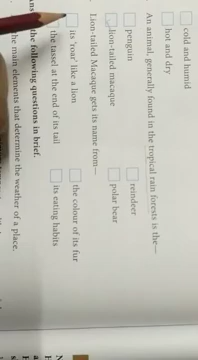 cold and humid
hot and dry
An animal generally found in the tropical rain forests is the—
penguin reindeer
lion-tailed macaque polar bear
Lion-tailed Macaque gets its name from—
its 'roar' like a lion the colour of its fur
the tassel at the end of its tail its eating habits
the following questions in brief.
he main elements that determine the weather of a place.